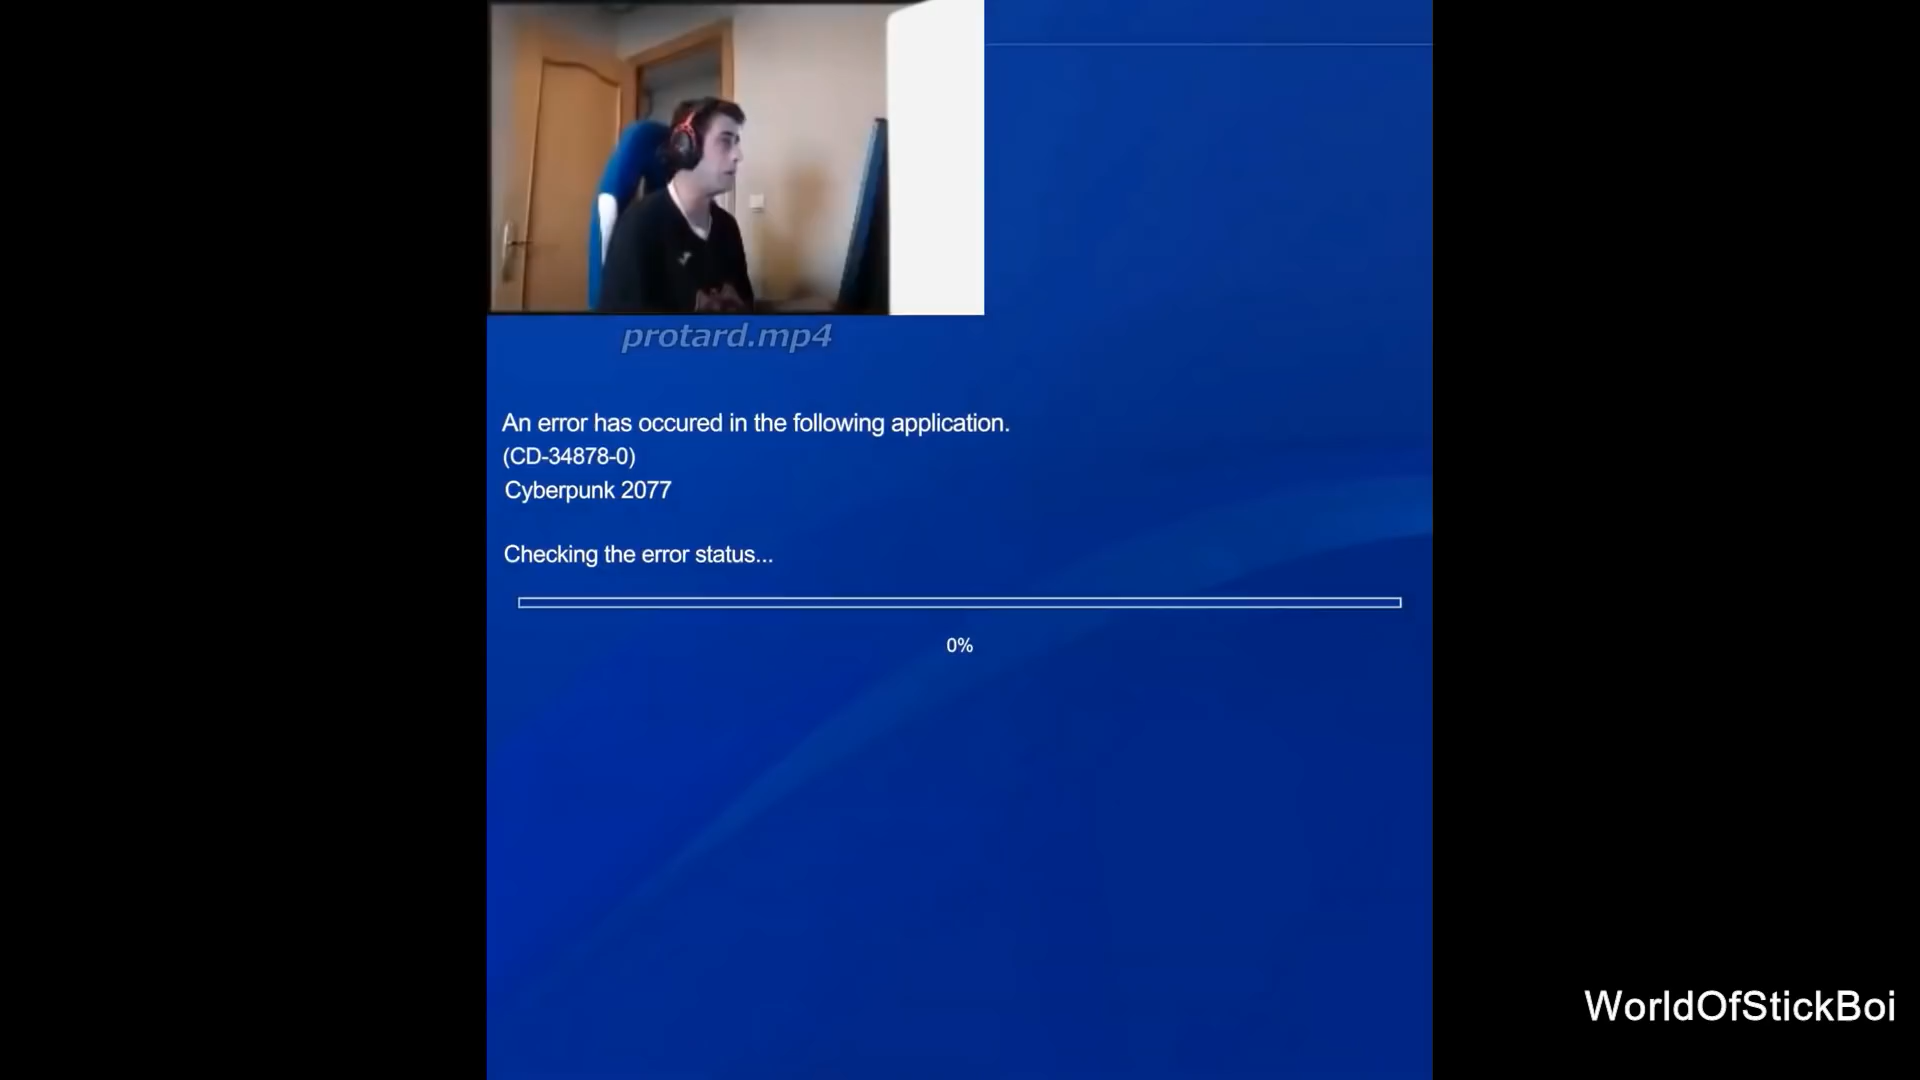 protard.mp4
An error has occured in the following application.
(CD-34878-0)
Cyberpunk 2077
Checking the error status...
0%
WorldOfStickBoi